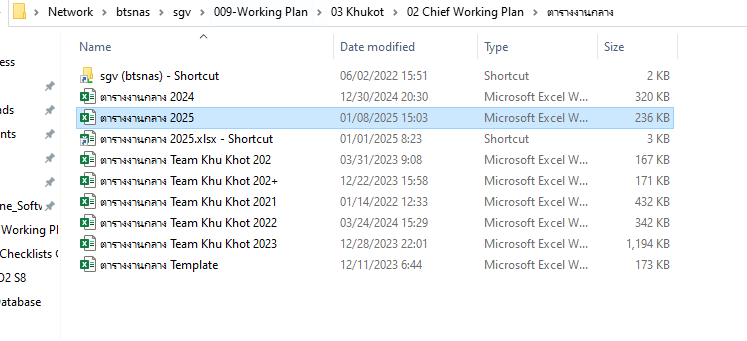 Network > btsnas > sgv > 009-Working Plan > 03 Khukot > 02 Chief Working Plan > ตารางงานกลาง
Name Date modified Type Size
ess
sgv (btsnas) - Shortcut 06/02/2022 15:51 Shortcut 2 KB
ตารางงานกลาง 2024 12/30/2024 20:30 Microsoft Excel W... 320 KB
nds
ตารางงานกลาง 2025 01/08/2025 15:03 Microsoft Excel W... 236 KB
nts
ตารางงานกลาง 2025.xlsx - Shortcut 01/01/2025 8:23 Shortcut 3 KB
ตารางงานกลาง Team Khu Khot 202 03/31/2023 9:08 Microsoft Excel W... 167 KB
ตารางงานกลาง Team Khu Khot 202+ 12/22/2023 15:58 Microsoft Excel W... 171 KB
ตารางงานกลาง Team Khu Khot 2021 01/14/2022 12:33 Microsoft Excel W... 432 KB
ne_Softw
ตารางงานกลาง Team Khu Khot 2022 03/24/2024 15:29 Microsoft Excel W... 342 KB
Working Pl
ตารางงานกลาง Team Khu Khot 2023 12/28/2023 22:01 Microsoft Excel W... 1,194 KB
Checklists C
ตารางงานกลาง Template 12/11/2023 6:44 Microsoft Excel W... 173 KB
O2 S8
Database